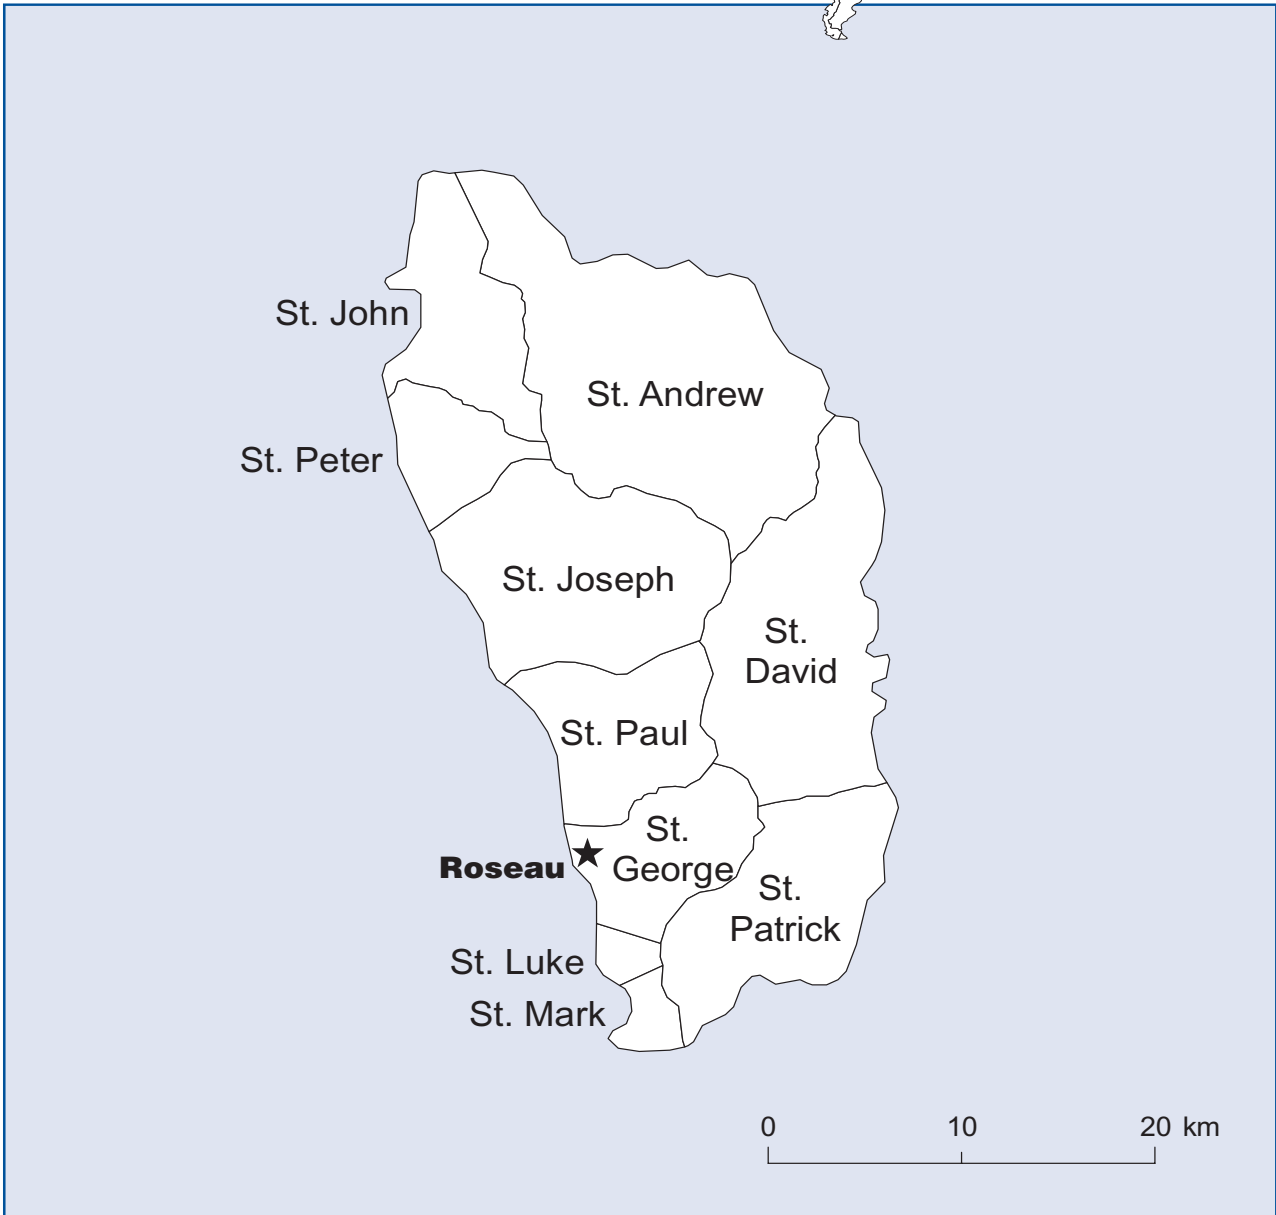 St. John
St. Andrew
St. Peter
St. Joseph
St.
David
St. Paul
St.
George
Roseau
St.
Patrick
St. Luke
St. Mark
0 10 20 km